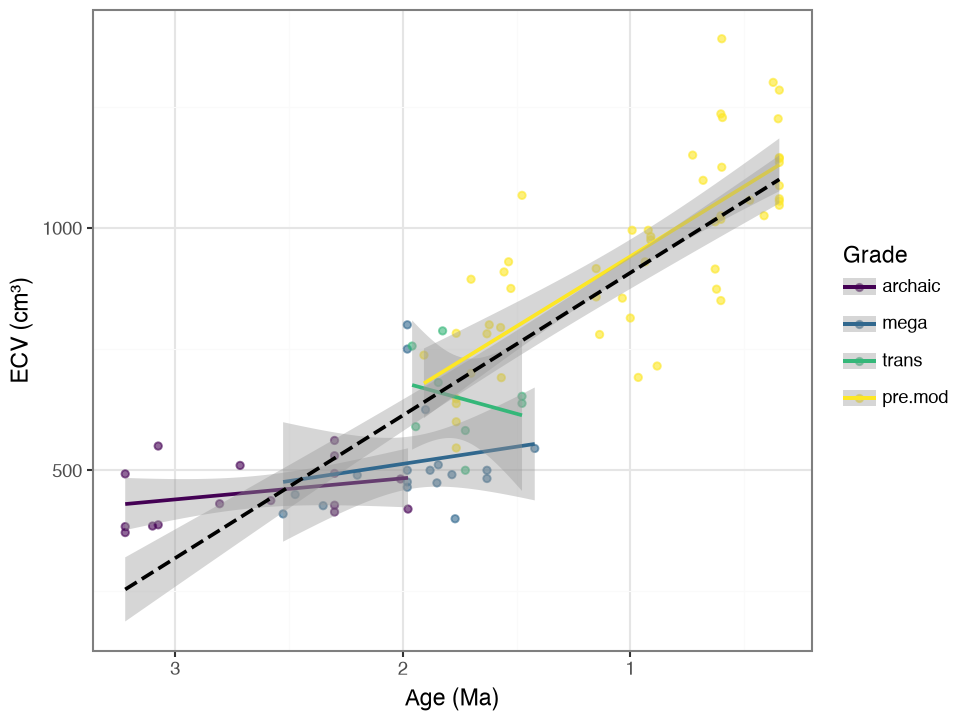 ECV (cm³)
1000
500
3
2
1
Age (Ma)
Grade
archaic
mega
trans
pre.mod